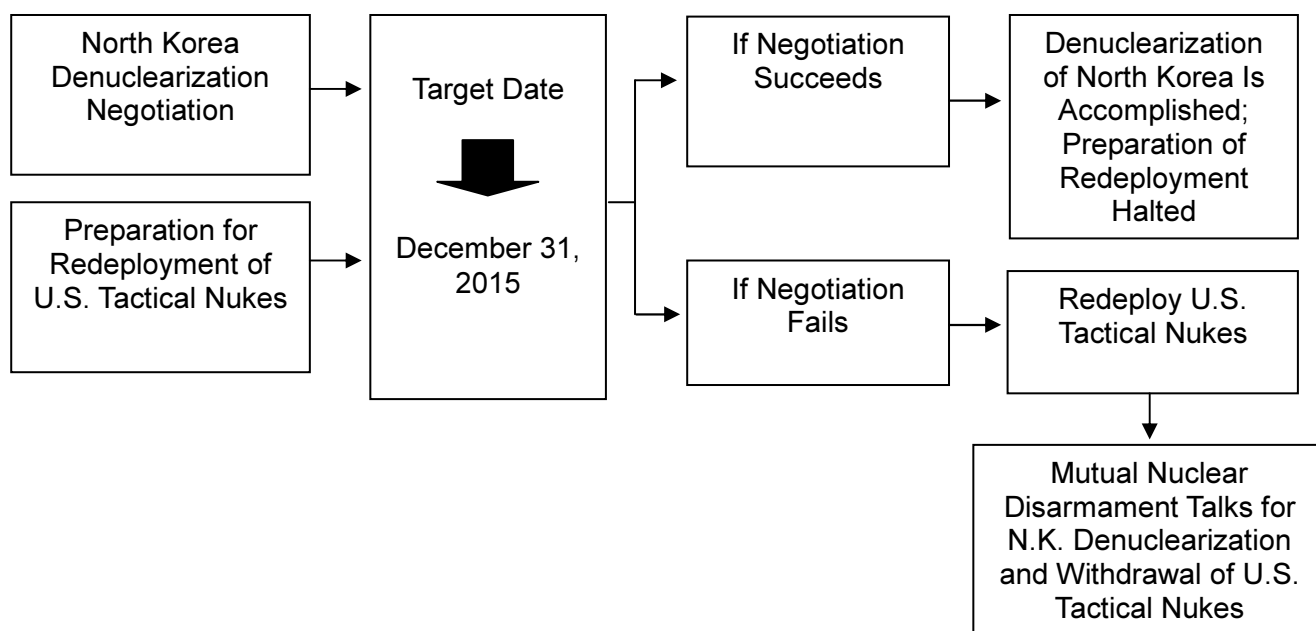 North Korea
Denuclearization
Negotiation
Preparation for
Redeployment of
U.S. Tactical Nukes
Target Date
December 31,
2015
If Negotiation
Succeeds
If Negotiation
Fails
Denuclearization
of North Korea Is
Accomplished;
Preparation of
Redeployment
Halted
Redeploy U.S.
Tactical Nukes
Mutual Nuclear
Disarmament Talks for
N.K. Denuclearization
and Withdrawal of U.S.
Tactical Nukes